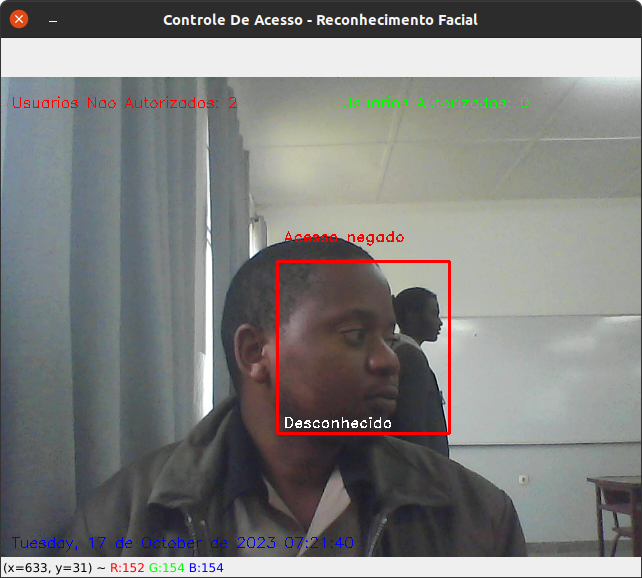 Controle De Acesso - Reconhecimento Facial
Usuarios Nao Autorizados: 2 Usuarios Autorizados: 0
Acesso negado
Desconhecido
Tuesday, 17 de October de 2023 07:21:40
(x=633, y=31) ~ R:152 G:154 B:154